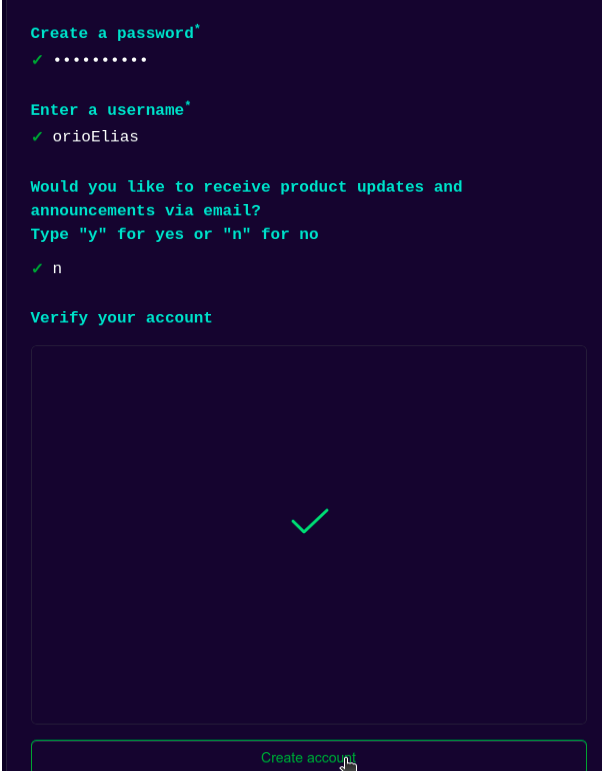 Create a password*
✓ ••••••••••
Enter a username*
✓ orioElias
Would you like to receive product updates and
announcements via email?
Type "y" for yes or "n" for no
✓ n
Verify your account
Create account